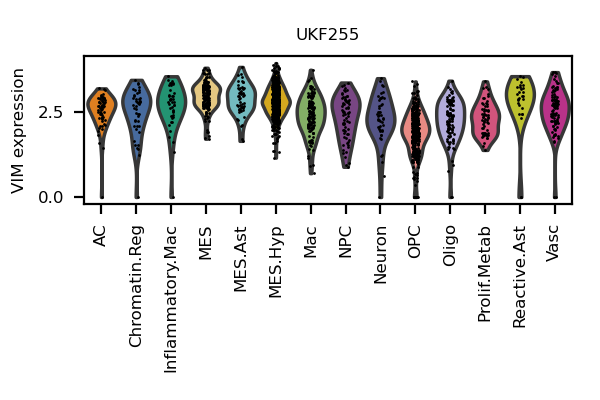 UKF255
VIM expression
2.5
0.0
AC
Chromatin.Reg
Inflammatory.Mac
MES
MES.Ast
MES.Hyp
Mac
NPC
Neuron
OPC
Oligo
Prolif.Metab
Reactive.Ast
Vasc